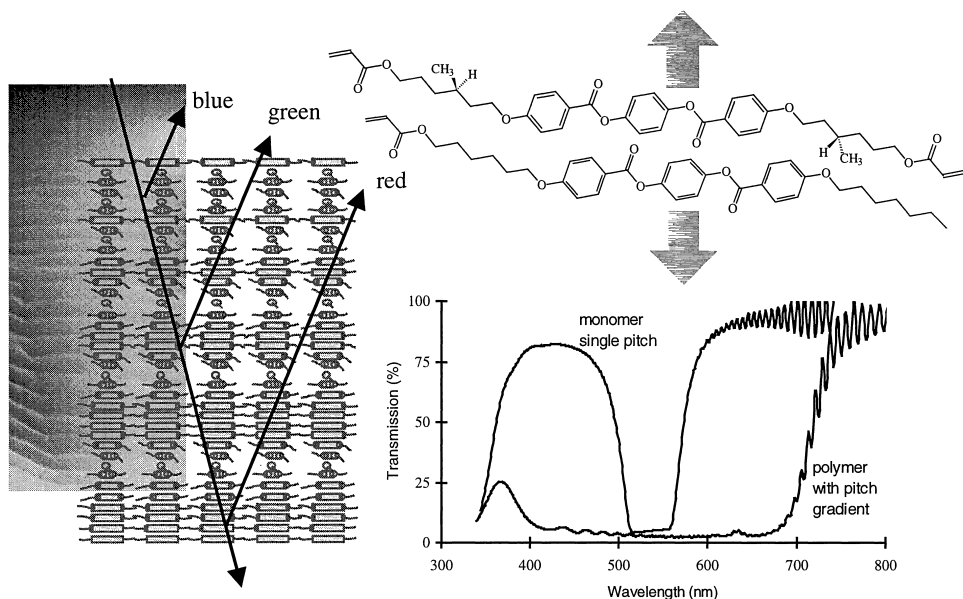 blue
green
red
O
O
CH₃
H
O
O
O
O
O
O
O
O
O
H
CH₃
O
O
O
O
O
O
O
O
100
75
50
25
0
Transmission (%)
monomer
single pitch
polymer
with pitch
gradient
300
400
500
600
700
800
Wavelength (nm)